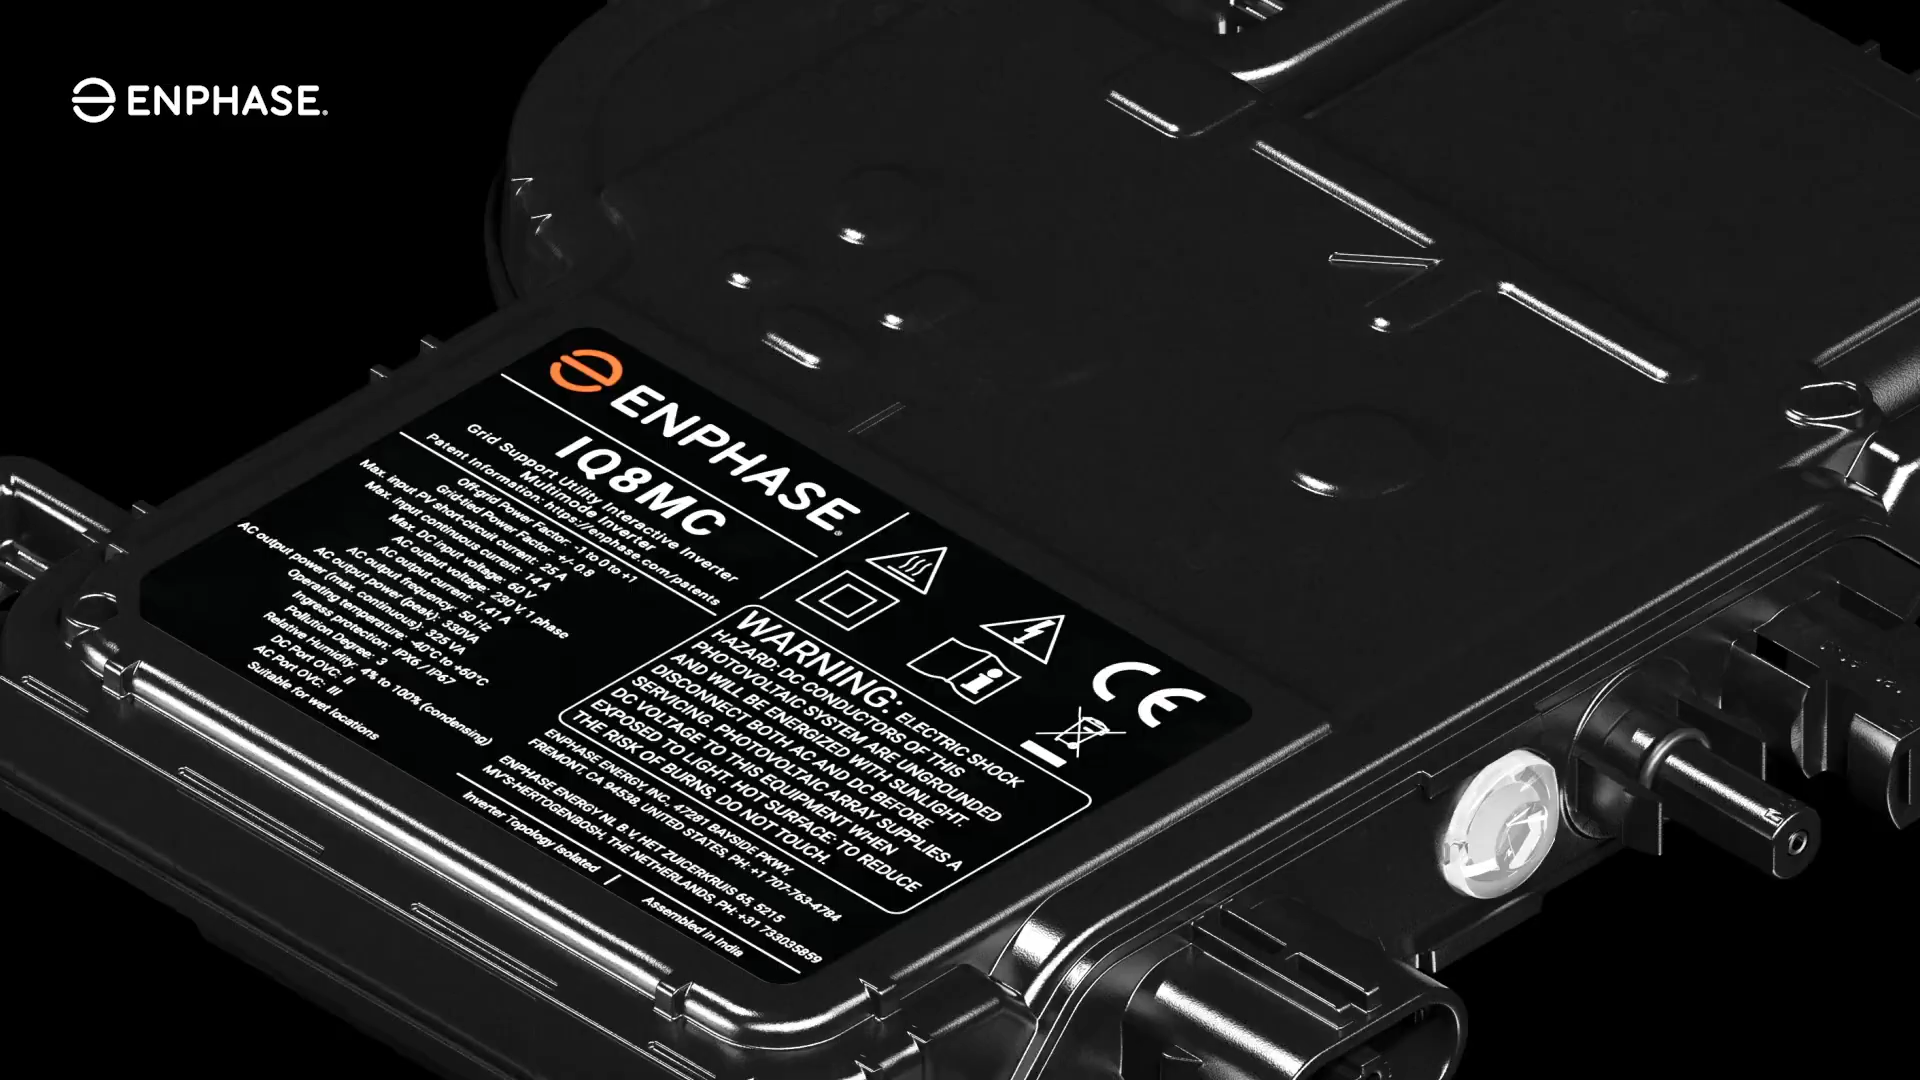 ENPHASE.
ENPHASE.
IQ8MC
Grid Support Utility Interactive Inverter
Multimode Inverter
Patent Information: https://enphase.com/patents
Off-grid Power Factor: -1 to 0 to +1
Grid-tied Power Factor: +/- 0.8
Max. input PV short-circuit current: 25 A
Max. input continuous current: 14 A
Max. DC input voltage: 60 V
AC output voltage: 230 V, 1 phase
AC output current: 1.41 A
AC output frequency: 50 Hz
AC output power (peak): 330VA
AC output power (max. continuous): 325 VA
Operating temperature: -40°C to +60°C
Ingress protection: IPX6 / IP67
Pollution Degree: 3
Relative Humidity: 4% to 100% (condensing)
DC Port OVC: II
AC Port OVC: III
Suitable for wet locations
CE
WARNING: ELECTRIC SHOCK
HAZARD: DC CONDUCTORS OF THIS
PHOTOVOLTAIC SYSTEM ARE UNGROUNDED
AND WILL BE ENERGIZED WITH SUNLIGHT.
DISCONNECT BOTH AC AND DC BEFORE
SERVICING. PHOTOVOLTAIC ARRAY SUPPLIES A
DC VOLTAGE TO THIS EQUIPMENT WHEN
EXPOSED TO LIGHT. HOT SURFACE: TO REDUCE
THE RISK OF BURNS, DO NOT TOUCH.
ENPHASE ENERGY, INC. 47281 BAYSIDE PKWY.
FREMONT, CA 94538, UNITED STATES, PH: +1 707-763-4784
ENPHASE ENERGY NL B.V. HET ZUICERKRUIS 65, 5215
MV'S-HERTOGENBOSH, THE NETHERLANDS, PH: +31 733035859
Inverter Topology Isolated
Assembled in India